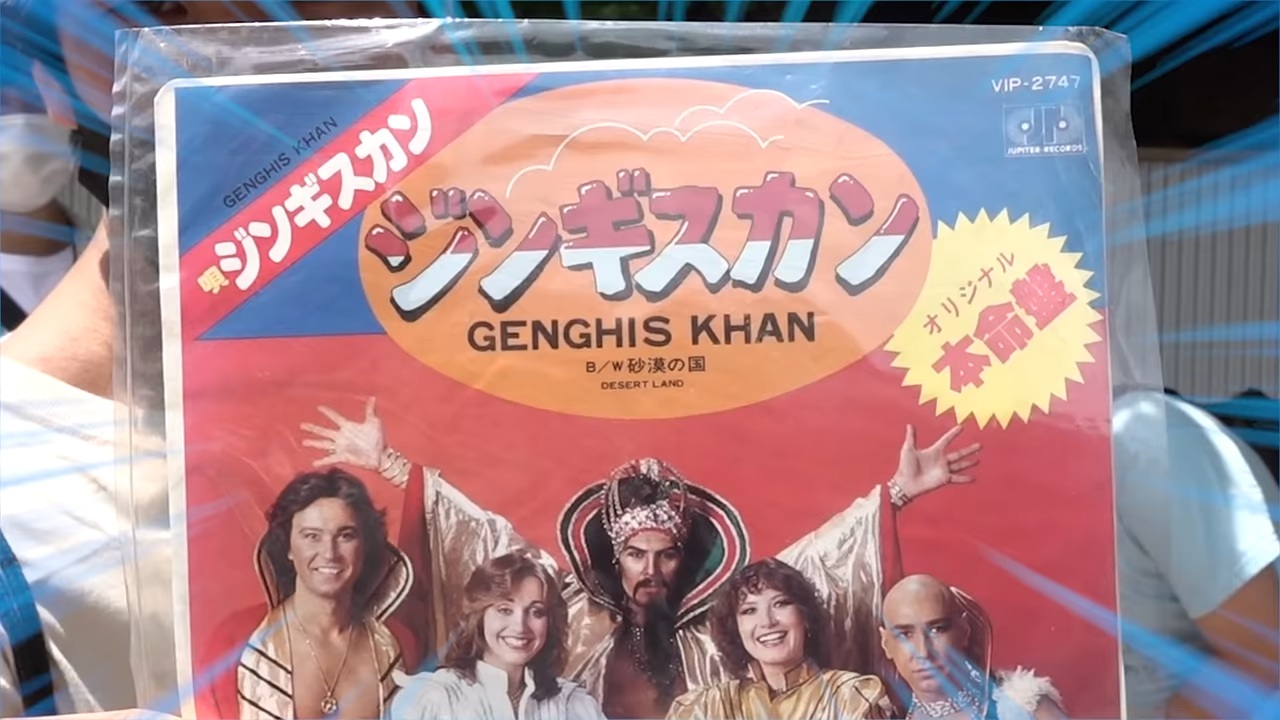 VIP-2747
JUPITER RECORDS
GENGHIS KHAN
唄ジンギスカン
ジンギスカン
GENGHIS KHAN
B/W 砂漠の国
DESERT LAND
オリジナル
本命盤